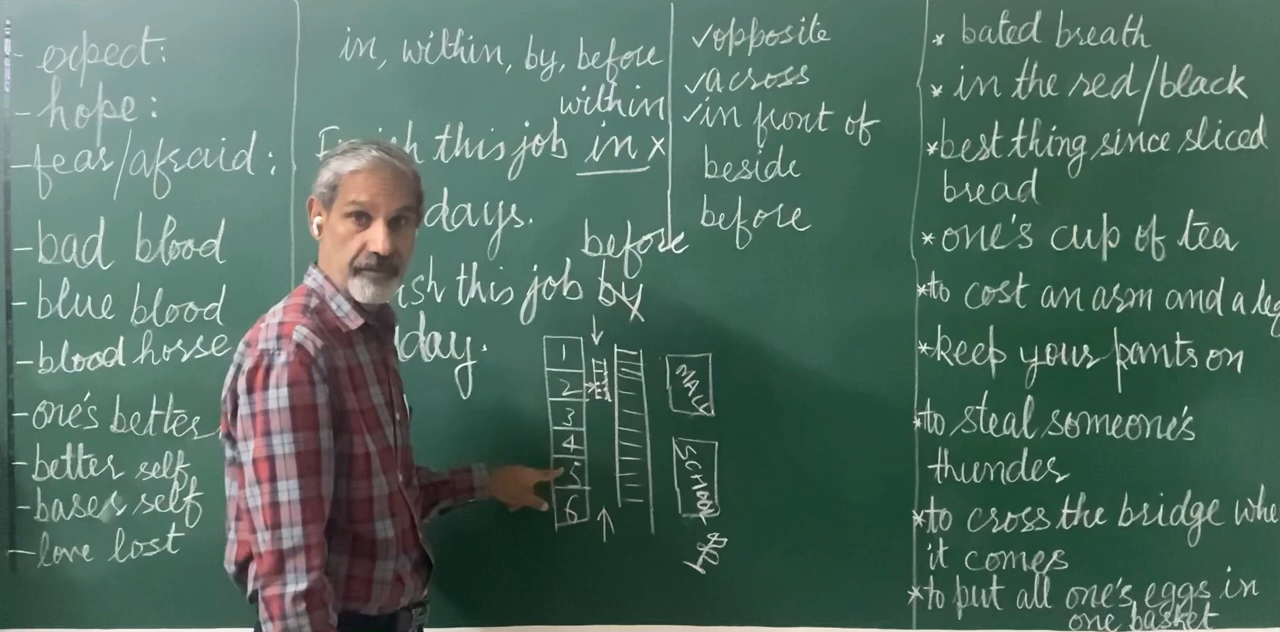 - expect:
- hope:
- fear/afraid:
- bad blood
- blue blood
- blood horse
- one's better
- better self
- baser self
- love lost
in, within, by, before
within
this job in x
days.
before
this job by
day.
1
2
3
4
5
6
MALL
SCHOOL
✓opposite
✓across
✓in front of
beside
before
* bated breath
* in the red/black
*best thing since sliced
bread
*one's cup of tea
*to cost an arm and a leg
*keep your pants on
*to steal someone's
thunder
*to cross the bridge whe
it comes
*to put all one's eggs in
one basket